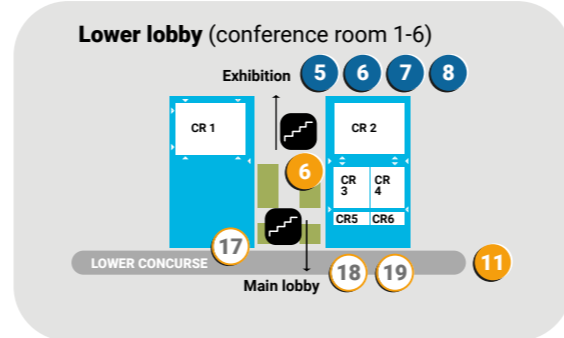 Lower lobby (conference room 1-6)
Exhibition 5 6 7 8
CR 1
CR 2
6
CR 3
CR 4
CR5 CR6
17
LOWER CONCURSE
11
Main lobby 18 19